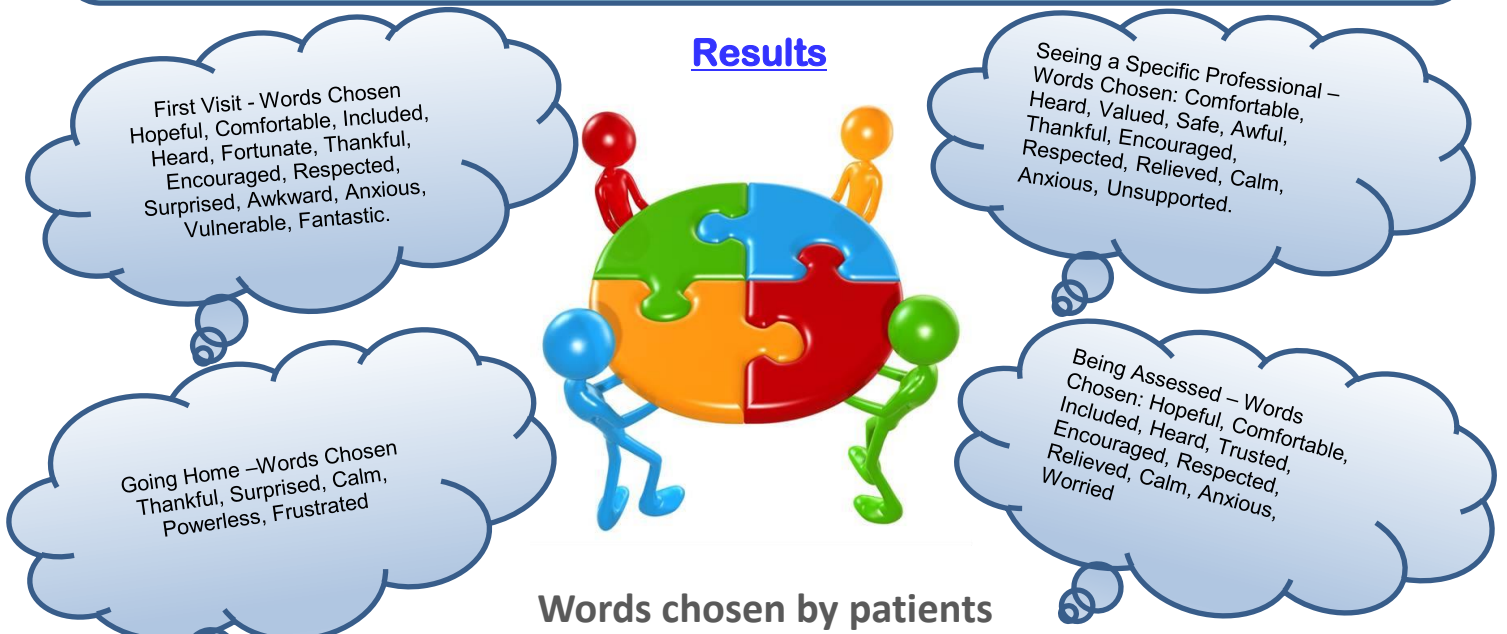 Results
First Visit - Words Chosen
Hopeful, Comfortable, Included,
Heard, Fortunate, Thankful,
Encouraged, Respected,
Surprised, Awkward, Anxious,
Vulnerable, Fantastic.
Seeing a Specific Professional –
Words Chosen: Comfortable,
Heard, Valued, Safe, Awful,
Thankful, Encouraged,
Respected, Relieved, Calm,
Anxious, Unsupported.
Going Home –Words Chosen
Thankful, Surprised, Calm,
Powerless, Frustrated
Being Assessed – Words
Chosen: Hopeful, Comfortable,
Included, Heard, Trusted,
Encouraged, Respected,
Relieved, Calm, Anxious,
Worried
Words chosen by patients